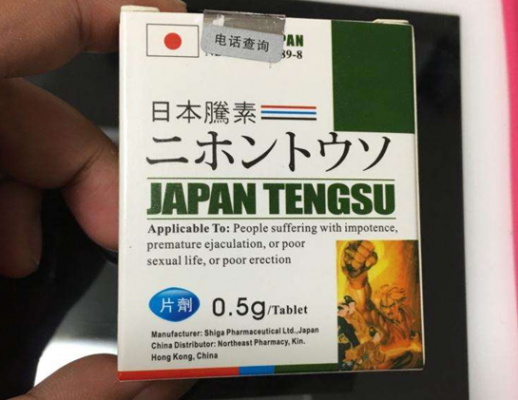 电话查询
PAN
89-8
日本騰素
ニホントウソ
JAPAN TENGSU
Applicable To: People suffering with impotence,
premature ejaculation, or poor
sexual life, or poor erection
片劑
0.5g/Tablet
Manufacturer: Shiga Pharmaceutical Ltd.,Japan
China Distributor: Northeast Pharmacy, Kin.
Hong Kong, China